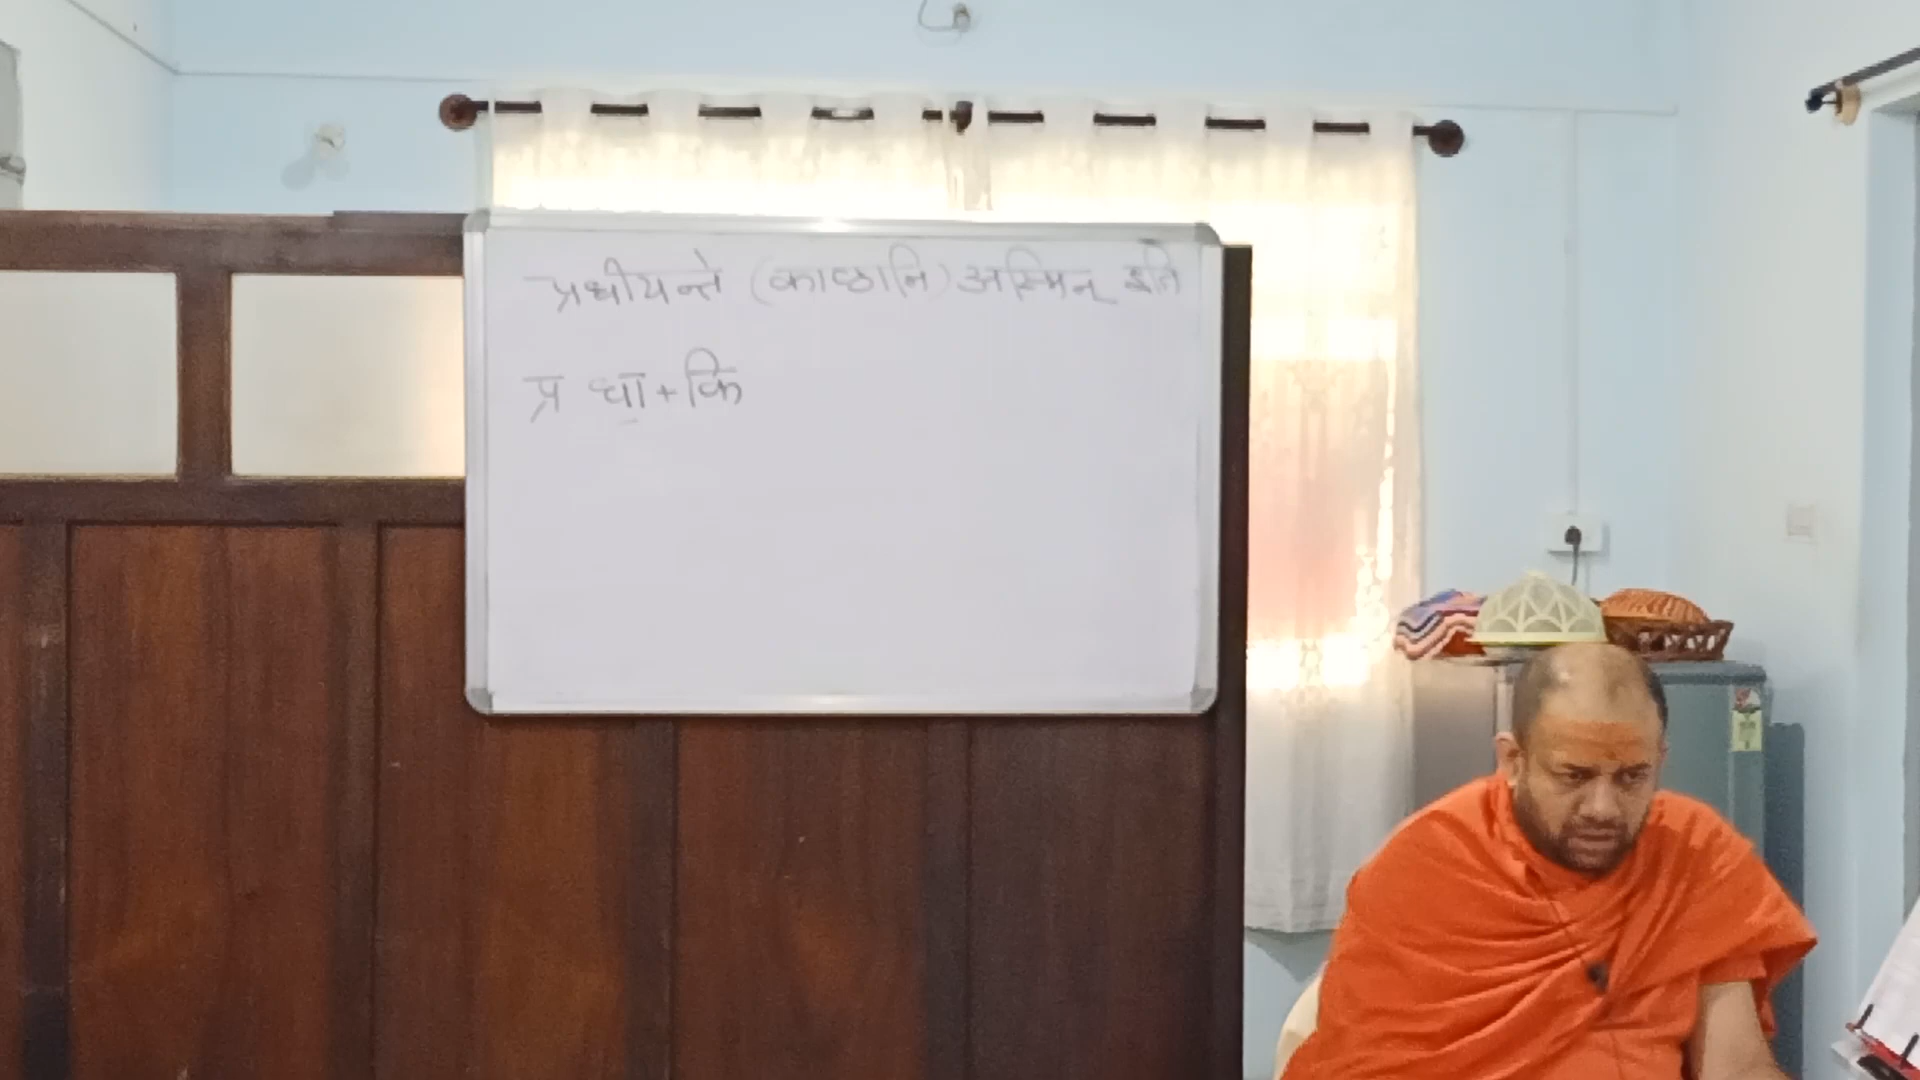 प्रधीयन्ते (काष्ठानि) अस्मिन् इति
प्र धा + कि